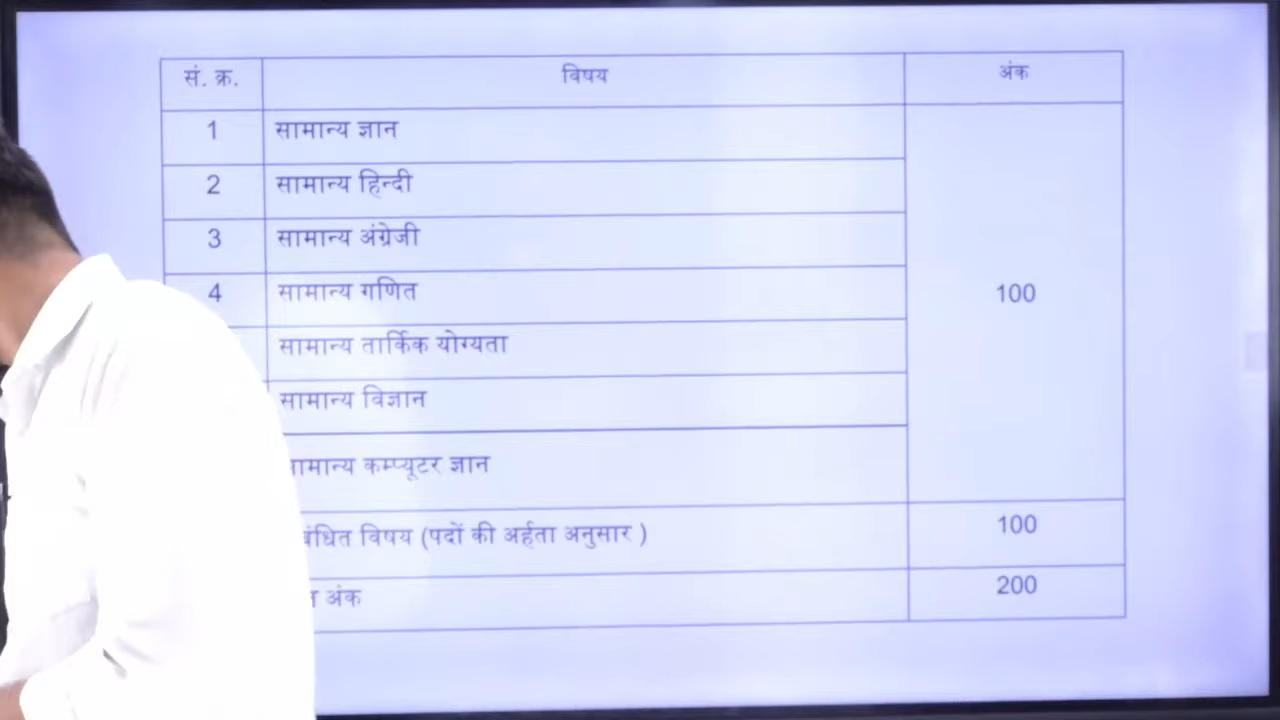 सं. क्र. विषय अंक
1 सामान्य ज्ञान
2 सामान्य हिन्दी
3 सामान्य अंग्रेजी
4 सामान्य गणित 100
सामान्य तार्किक योग्यता
सामान्य विज्ञान
कम्प्यूटर ज्ञान
विषय (पदों की अर्हता अनुसार ) 100
अंक 200